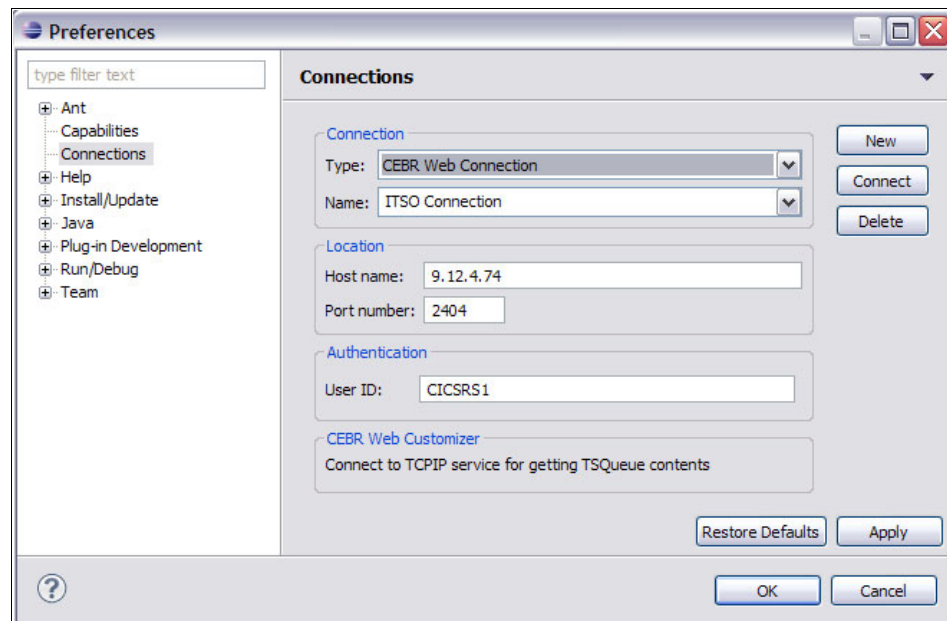 Preferences
type filter text
Ant
Capabilities
Connections
Help
Install/Update
Java
Plug-in Development
Run/Debug
Team
Connections
Connection
Type: CEBR Web Connection
Name: ITSO Connection
New
Connect
Delete
Location
Host name: 9.12.4.74
Port number: 2404
Authentication
User ID: CICSRS1
CEBR Web Customizer
Connect to TCPIP service for getting TSQueue contents
Restore Defaults Apply
? OK Cancel